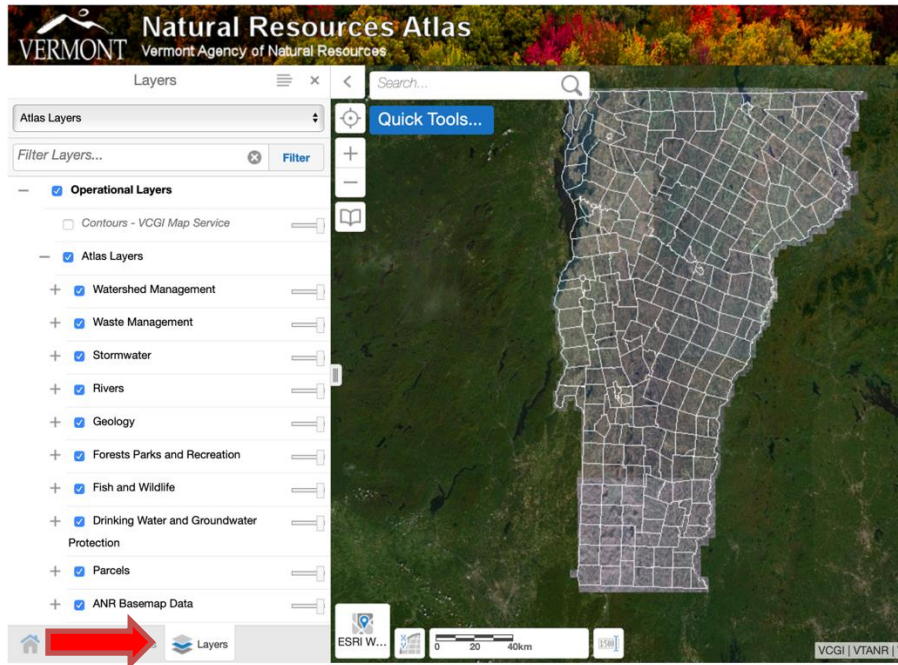 VERMONT
Natural Resources Atlas
Vermont Agency of Natural Resources
Layers
Search...
Atlas Layers
Quick Tools...
Filter Layers...
Filter
Operational Layers
Contours - VCGI Map Service
Atlas Layers
Watershed Management
Waste Management
Stormwater
Rivers
Geology
Forests Parks and Recreation
Fish and Wildlife
Drinking Water and Groundwater
Protection
Parcels
ANR Basemap Data
Layers
ESRI W...
0 20 40km
VCGI | VTANR |